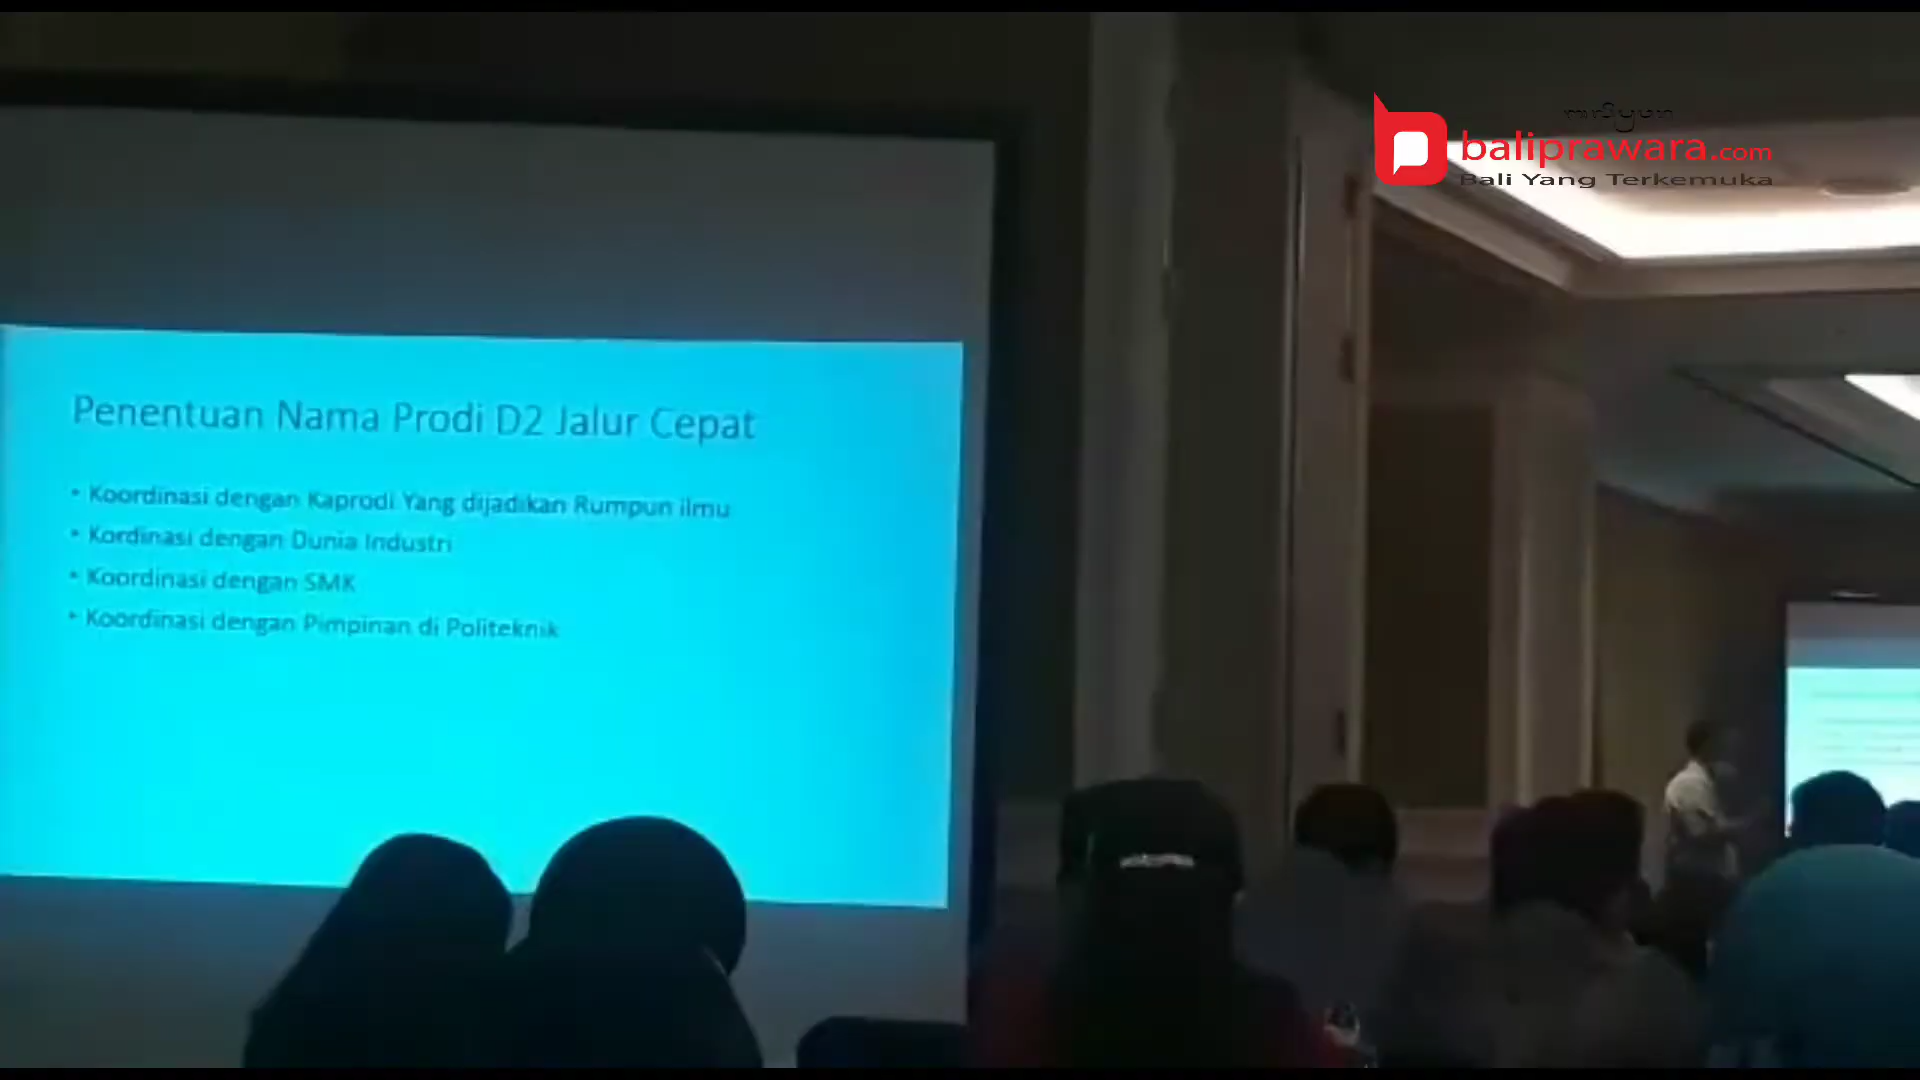 baliprawara.com
Bali Yang Terkemuka
Penentuan Nama Prodi D2 Jalur Cepat
• Koordinasi dengan Kaprodi Yang dijadikan Rumpun ilmu
• Kordinasi dengan Dunia Industri
• Koordinasi dengan SMK
• Koordinasi dengan Pimpinan di Politeknik